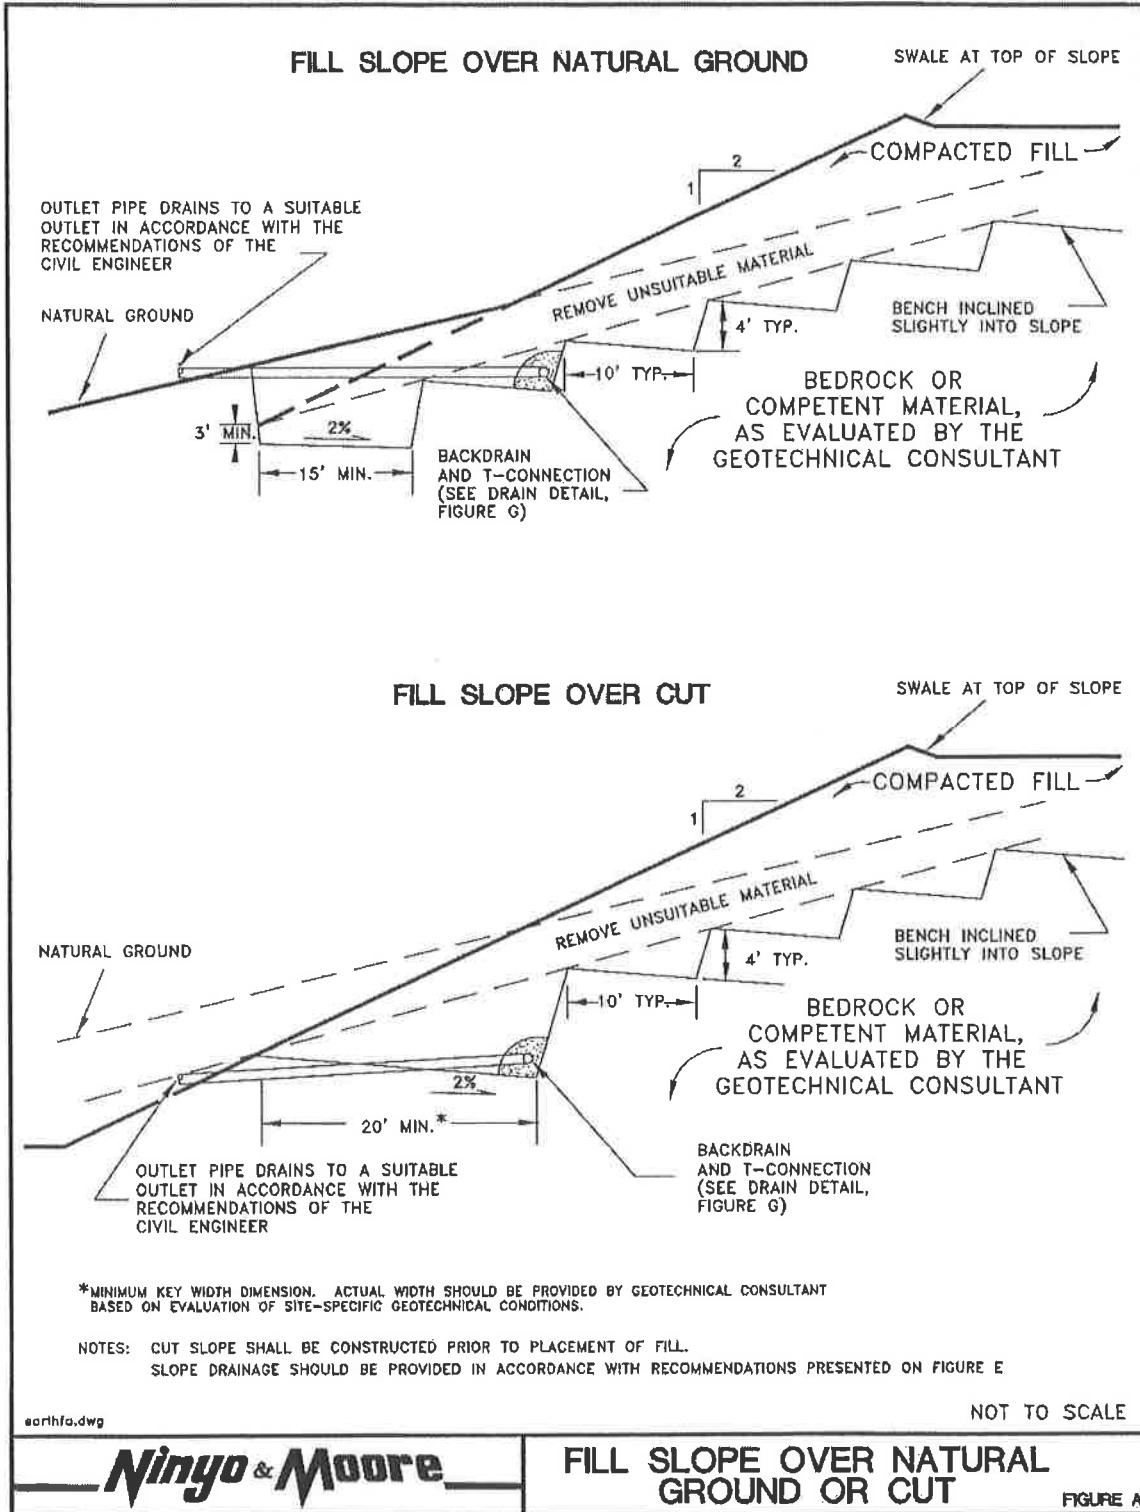 FILL SLOPE OVER NATURAL GROUND
SWALE AT TOP OF SLOPE
COMPACTED FILL
2
1
OUTLET PIPE DRAINS TO A SUITABLE
OUTLET IN ACCORDANCE WITH THE
RECOMMENDATIONS OF THE
CIVIL ENGINEER
REMOVE UNSUITABLE MATERIAL
NATURAL GROUND
BENCH INCLINED
SLIGHTLY INTO SLOPE
4' TYP.
10' TYP.
BEDROCK OR
COMPETENT MATERIAL,
AS EVALUATED BY THE
GEOTECHNICAL CONSULTANT
3' MIN.
2%
15' MIN.
BACKDRAIN
AND T-CONNECTION
(SEE DRAIN DETAIL,
FIGURE G)
FILL SLOPE OVER CUT
SWALE AT TOP OF SLOPE
COMPACTED FILL
2
1
REMOVE UNSUITABLE MATERIAL
NATURAL GROUND
BENCH INCLINED
SLIGHTLY INTO SLOPE
4' TYP.
10' TYP.
BEDROCK OR
COMPETENT MATERIAL,
AS EVALUATED BY THE
GEOTECHNICAL CONSULTANT
2%
20' MIN.*
BACKDRAIN
AND T-CONNECTION
(SEE DRAIN DETAIL,
FIGURE G)
OUTLET PIPE DRAINS TO A SUITABLE
OUTLET IN ACCORDANCE WITH THE
RECOMMENDATIONS OF THE
CIVIL ENGINEER
*MINIMUM KEY WIDTH DIMENSION. ACTUAL WIDTH SHOULD BE PROVIDED BY GEOTECHNICAL CONSULTANT
BASED ON EVALUATION OF SITE-SPECIFIC GEOTECHNICAL CONDITIONS.
NOTES: CUT SLOPE SHALL BE CONSTRUCTED PRIOR TO PLACEMENT OF FILL.
SLOPE DRAINAGE SHOULD BE PROVIDED IN ACCORDANCE WITH RECOMMENDATIONS PRESENTED ON FIGURE E
earthfa.dwg
NOT TO SCALE
Ninyo & Moore
FILL SLOPE OVER NATURAL
GROUND OR CUT
FIGURE A